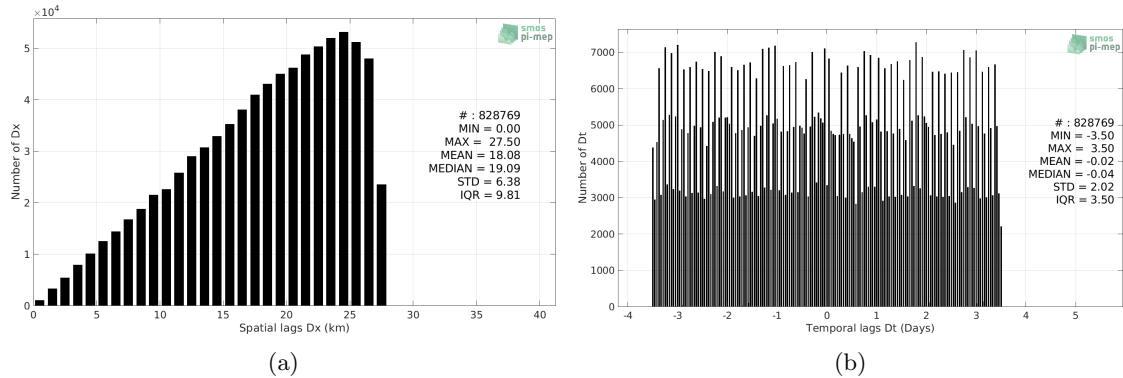 ×10⁴
smos
pi-mep
5
4
3
2
1
0
Number of Dx
# : 828769
MIN = 0.00
MAX = 27.50
MEAN = 18.08
MEDIAN = 19.09
STD = 6.38
IQR = 9.81
0 5 10 15 20 25 30 35 40
Spatial lags Dx (km)
(a)
smos
pi-mep
7000
6000
5000
4000
3000
2000
1000
0
Number of Dt
# : 828769
MIN = -3.50
MAX = 3.50
MEAN = -0.02
MEDIAN = -0.04
STD = 2.02
IQR = 3.50
-4 -3 -2 -1 0 1 2 3 4 5
Temporal lags Dt (Days)
(b)